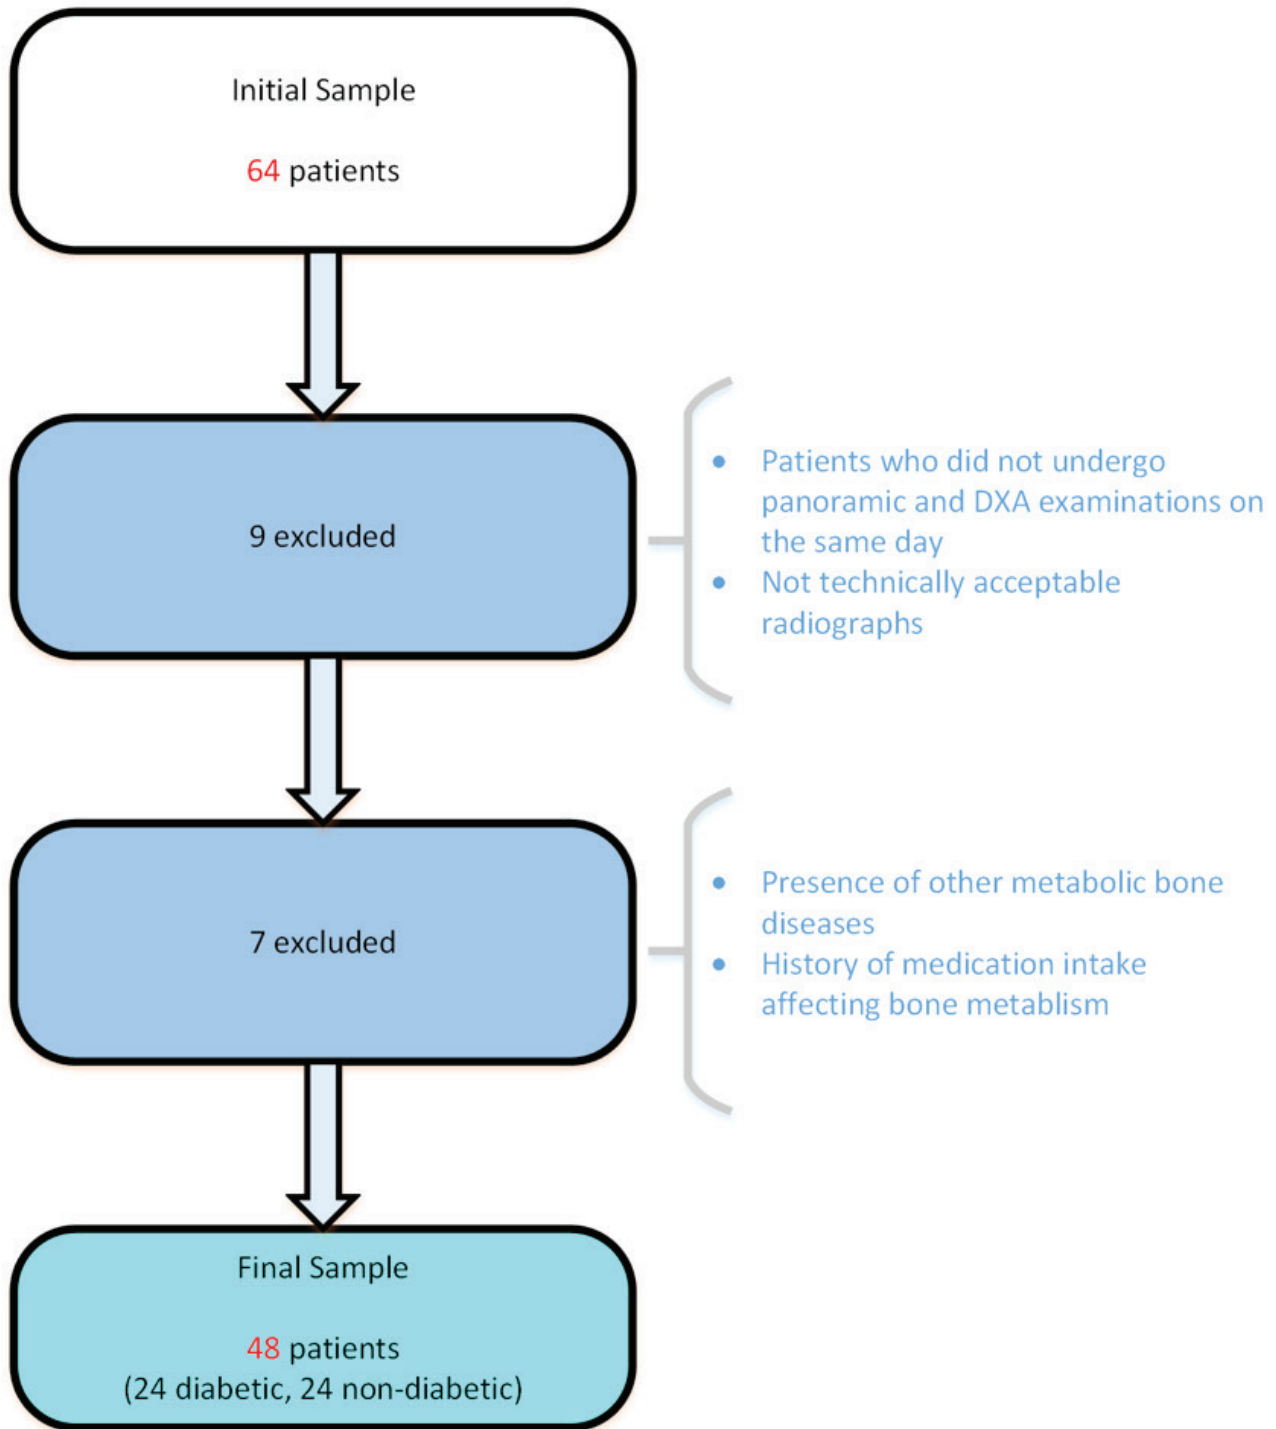 Initial Sample
64 patients
9 excluded
• Patients who did not undergo
panoramic and DXA examinations on
the same day
• Not technically acceptable
radiographs
7 excluded
• Presence of other metabolic bone
diseases
• History of medication intake
affecting bone metablism
Final Sample
48 patients
(24 diabetic, 24 non-diabetic)